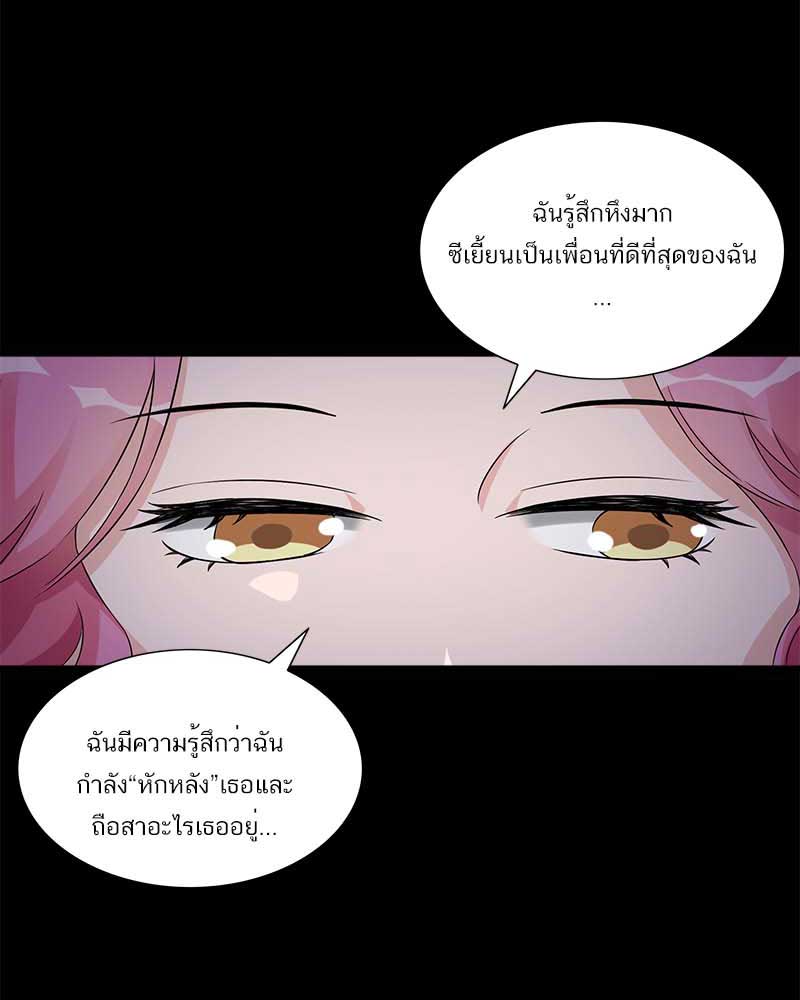 ฉันรู้สึกหึงมาก
ซีเยี้ยนเป็นเพื่อนที่ดีที่สุดของฉัน
...
ฉันมีความรู้สึกว่าฉัน
กำลัง“หักหลัง”เธอและ
ถือสาอะไรเธออยู่...